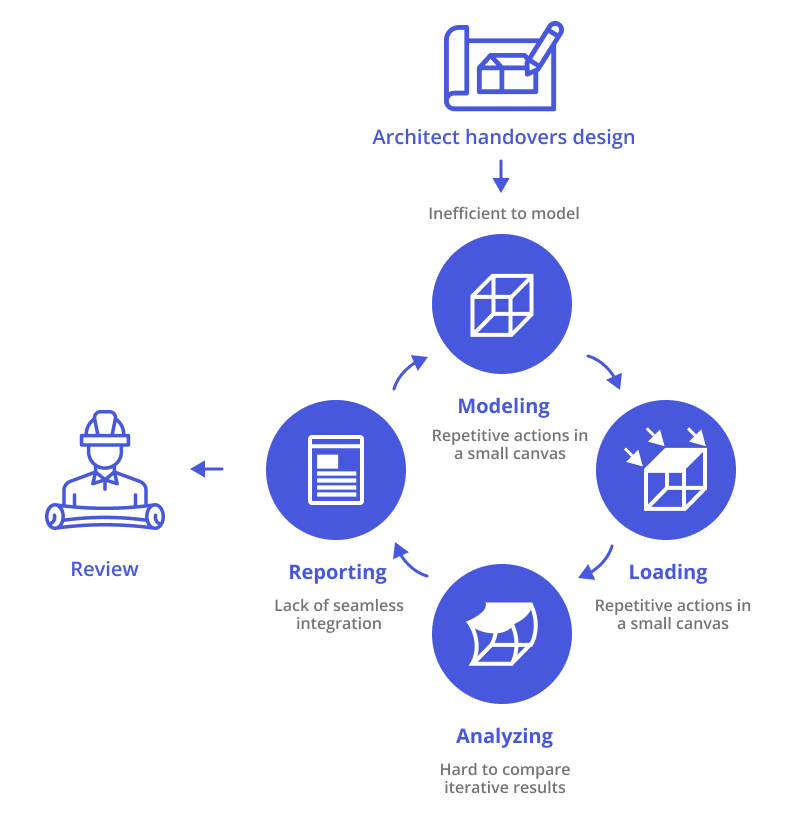 Architect handovers design
Inefficient to model
Modeling
Repetitive actions in
a small canvas
Review
Reporting
Lack of seamless
integration
Loading
Repetitive actions in
a small canvas
Analyzing
Hard to compare
iterative results